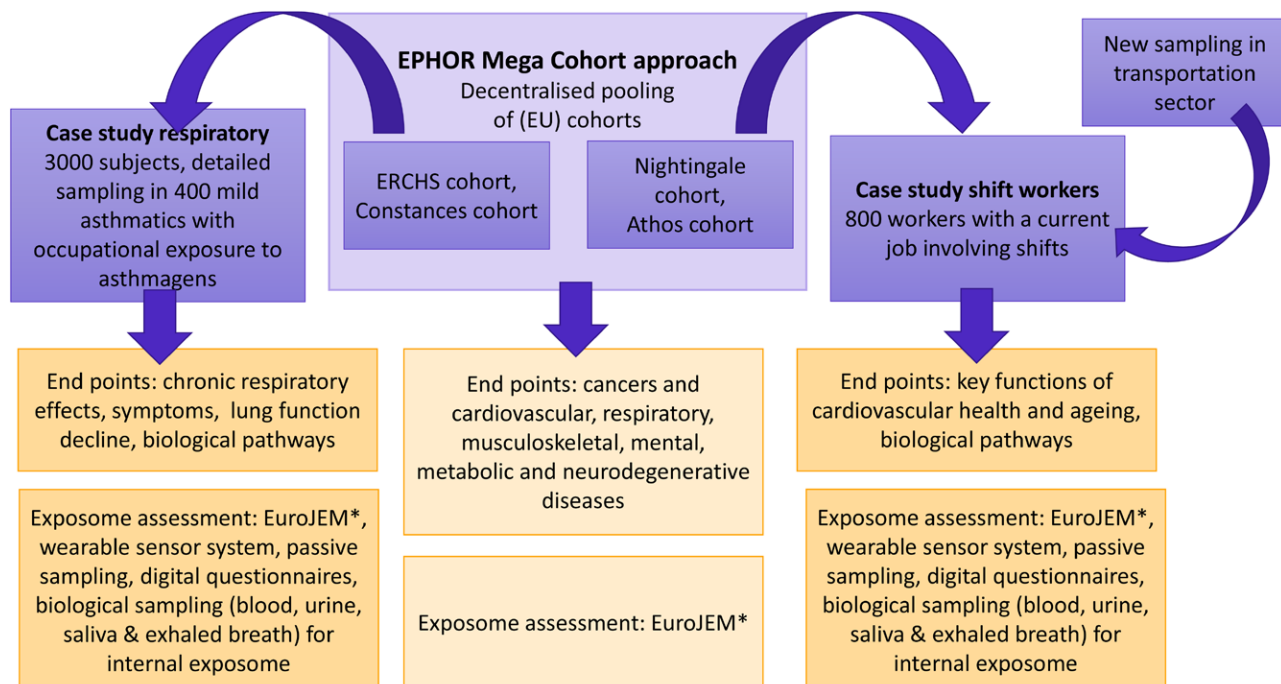 EPHOR Mega Cohort approach
Decentralised pooling
of (EU) cohorts
ERCHS cohort,
Constances cohort
Nightingale
cohort,
Athos cohort
Case study respiratory
3000 subjects, detailed
sampling in 400 mild
asthmatics with
occupational exposure to
asthmagens
Case study shift workers
800 workers with a current
job involving shifts
New sampling in
transportation
sector
End points: chronic respiratory
effects, symptoms, lung function
decline, biological pathways
End points: cancers and
cardiovascular, respiratory,
musculoskeletal, mental,
metabolic and neurodegenerative
diseases
End points: key functions of
cardiovascular health and ageing,
biological pathways
Exposome assessment: EuroJEM*,
wearable sensor system, passive
sampling, digital questionnaires,
biological sampling (blood, urine,
saliva & exhaled breath) for
internal exposome
Exposome assessment: EuroJEM*
Exposome assessment: EuroJEM*,
wearable sensor system, passive
sampling, digital questionnaires,
biological sampling (blood, urine,
saliva & exhaled breath) for
internal exposome